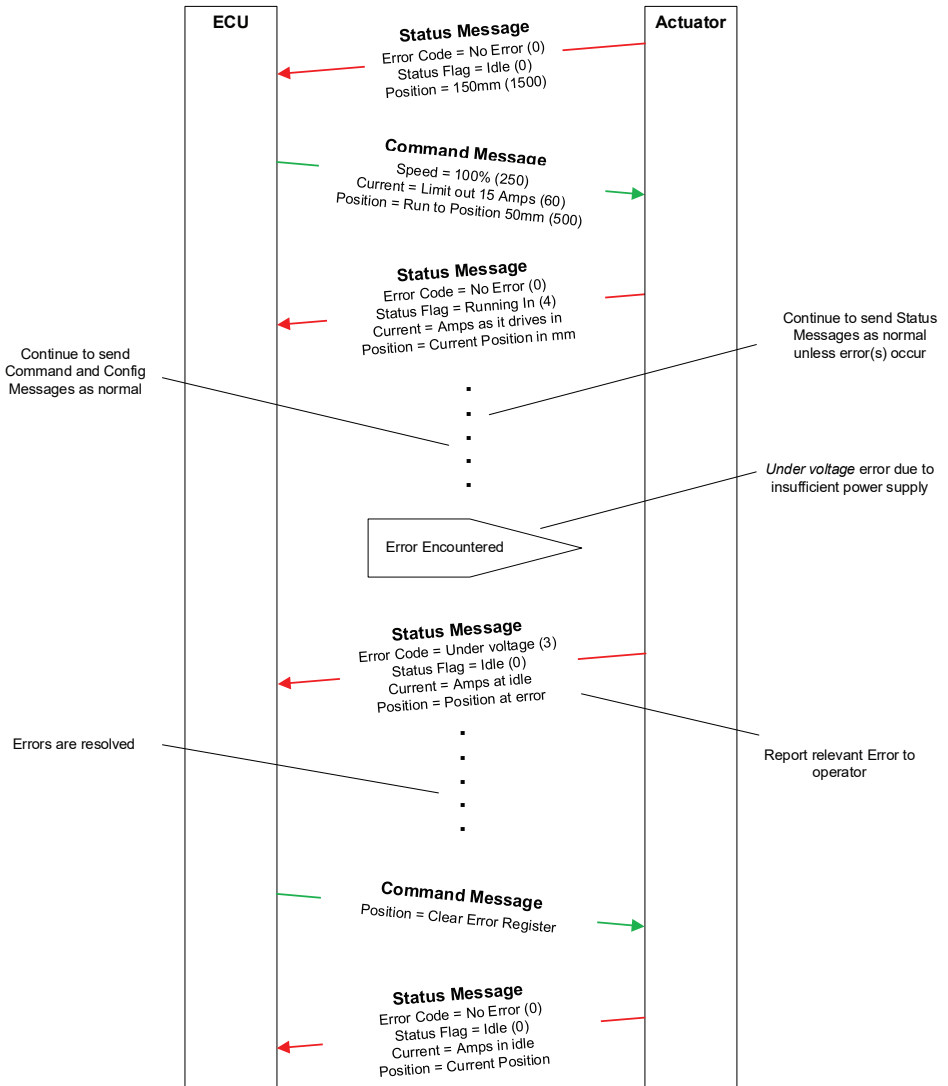 ECU
Actuator
Status Message
Error Code = No Error (0)
Status Flag = Idle (0)
Position = 150mm (1500)
Command Message
Speed = 100% (250)
Current = Limit out 15 Amps (60)
Position = Run to Position 50mm (500)
Status Message
Error Code = No Error (0)
Status Flag = Running In (4)
Current = Amps as it drives in
Position = Current Position in mm
Continue to send Status
Messages as normal
unless error(s) occur
Continue to send
Command and Config
Messages as normal
Under voltage error due to
insufficient power supply
Error Encountered
Status Message
Error Code = Under voltage (3)
Status Flag = Idle (0)
Current = Amps at idle
Position = Position at error
Errors are resolved
Report relevant Error to
operator
Command Message
Position = Clear Error Register
Status Message
Error Code = No Error (0)
Status Flag = Idle (0)
Current = Amps in idle
Position = Current Position